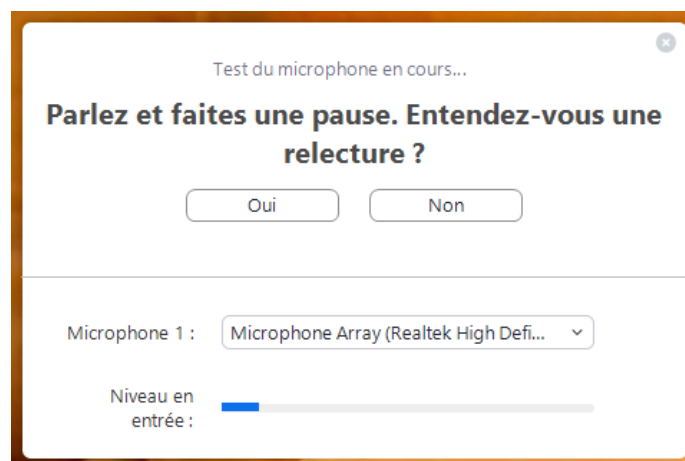 Test du microphone en cours...
Parlez et faites une pause. Entendez-vous une
relecture ?
Oui
Non
Microphone 1 :
Microphone Array (Realtek High Defi...
Niveau en
entrée :